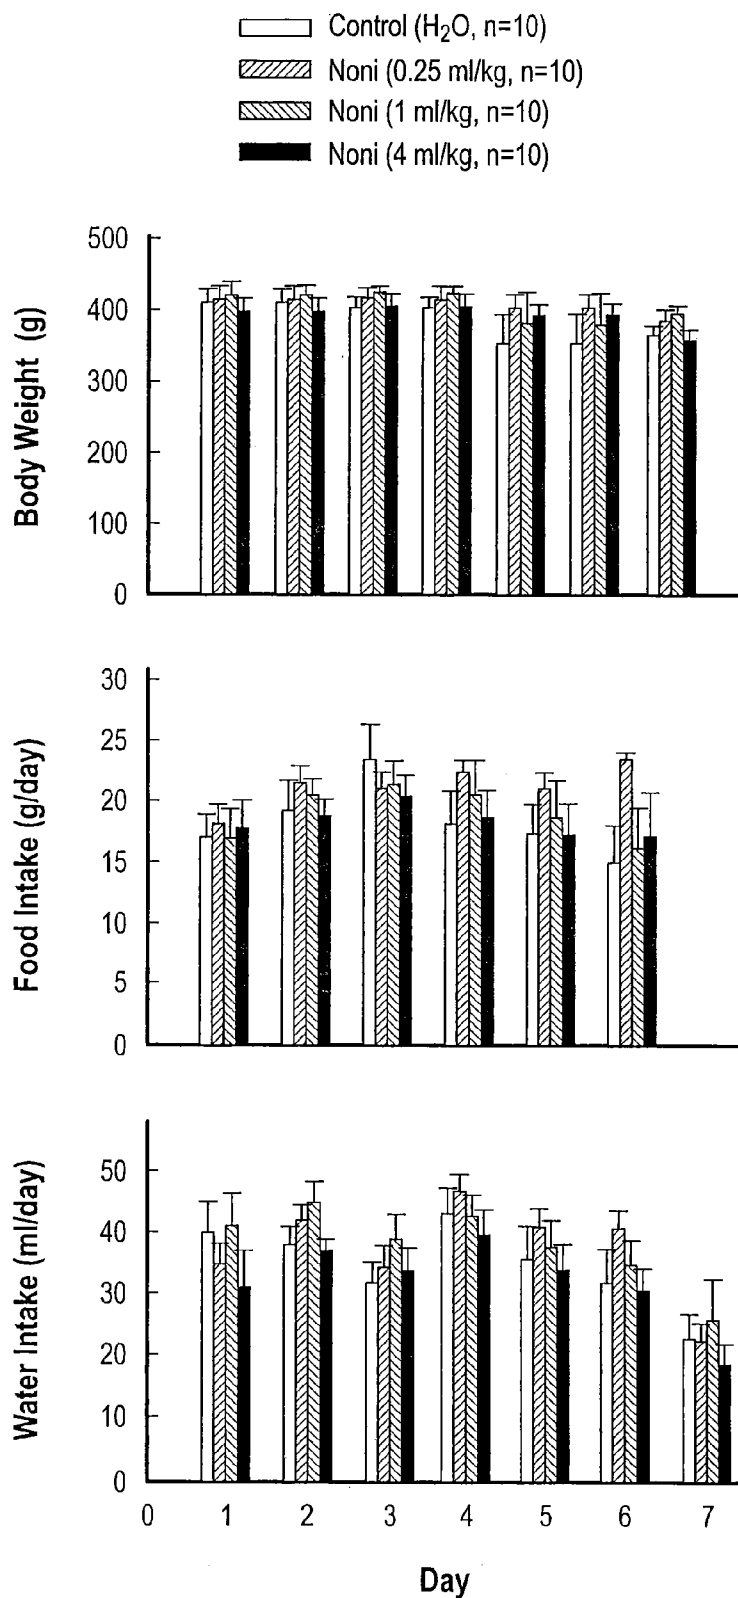 Control (H₂O, n=10)
Noni (0.25 ml/kg, n=10)
Noni (1 ml/kg, n=10)
Noni (4 ml/kg, n=10)
Body Weight (g)
500
400
300
200
100
0
Food Intake (g/day)
30
25
20
15
10
5
0
Water Intake (ml/day)
50
40
30
20
10
0
0 1 2 3 4 5 6 7
Day